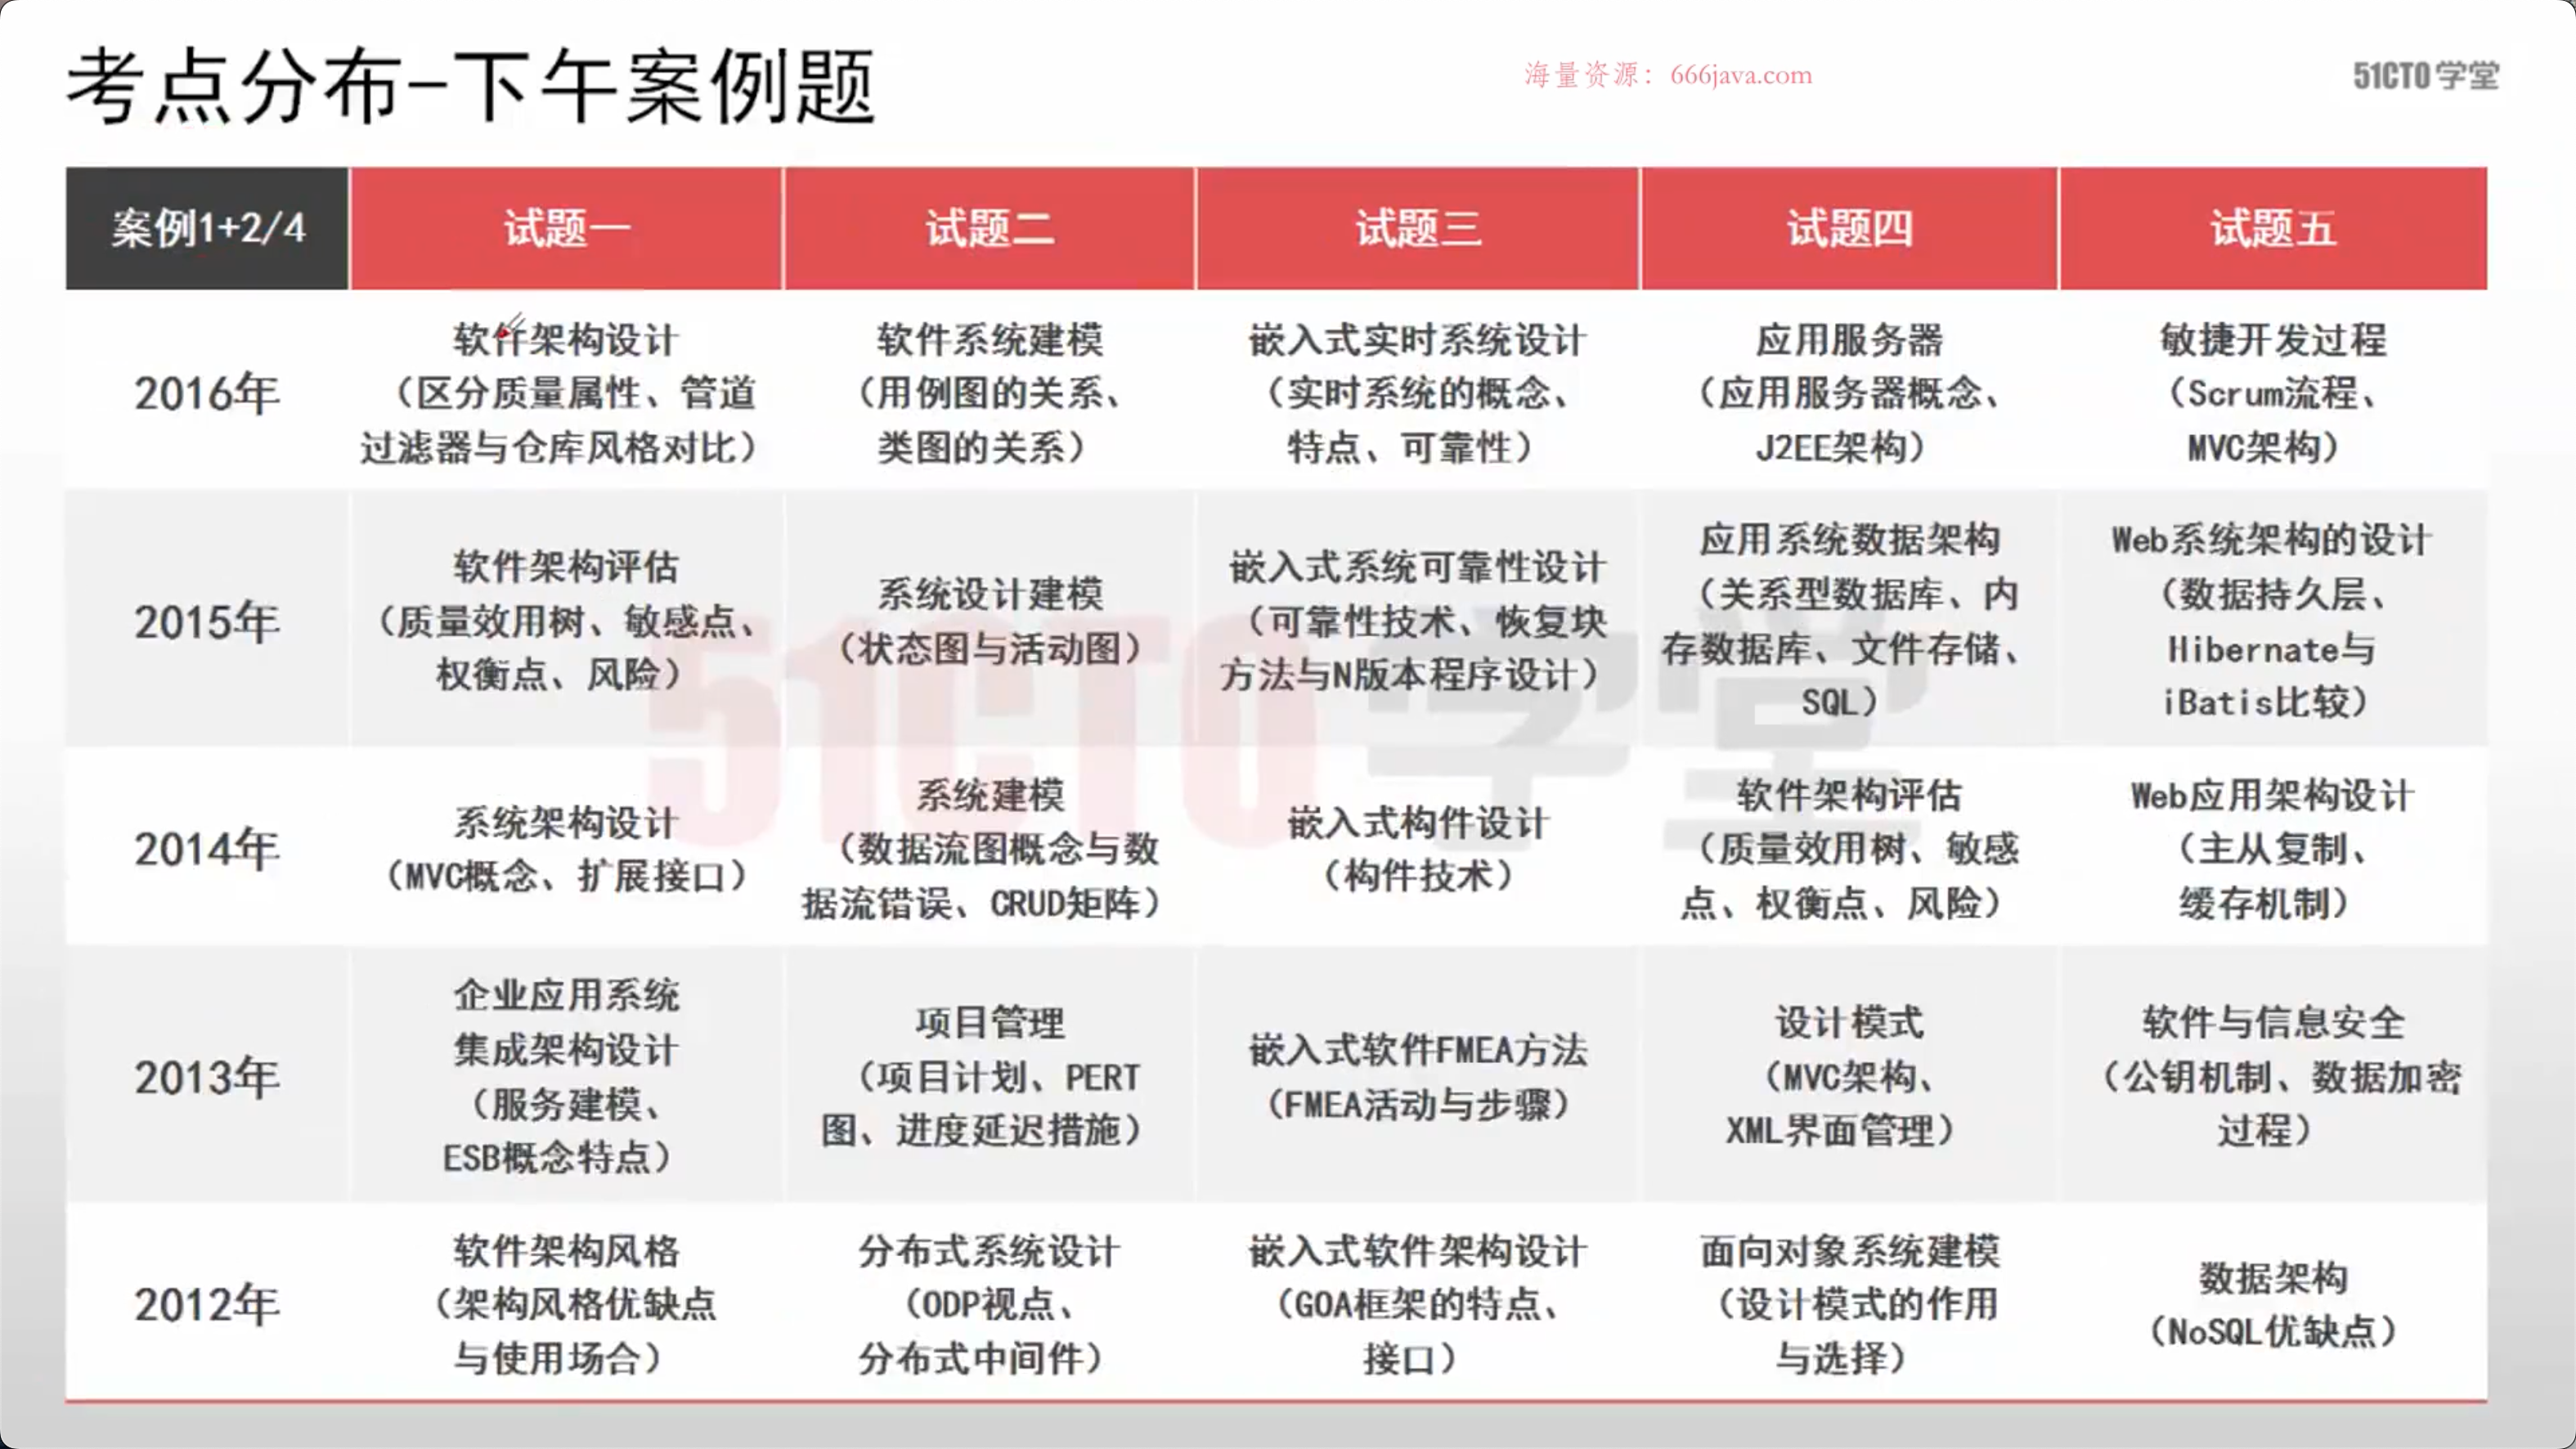 考点分布-下午案例题
海量资源：666java.com
51CTO学堂
案例1+2/4
试题一
试题二
试题三
试题四
试题五
2016年
软件架构设计
（区分质量属性、管道
过滤器与仓库风格对比）
软件系统建模
（用例图的关系、
类图的关系）
嵌入式实时系统设计
（实时系统的概念、
特点、可靠性）
应用服务器
（应用服务器概念、
J2EE架构）
敏捷开发过程
（Scrum流程、
MVC架构）
2015年
软件架构评估
（质量效用树、敏感点、
权衡点、风险）
系统设计建模
（状态图与活动图）
嵌入式系统可靠性设计
（可靠性技术、恢复块
方法与N版本程序设计）
应用系统数据架构
（关系型数据库、内
存数据库、文件存储、
SQL）
Web系统架构的设计
（数据持久层、
Hibernate与
iBatis比较）
2014年
系统架构设计
（MVC概念、扩展接口）
系统建模
（数据流图概念与数
据流错误、CRUD矩阵）
嵌入式构件设计
（构件技术）
软件架构评估
（质量效用树、敏感
点、权衡点、风险）
Web应用架构设计
（主从复制、
缓存机制）
2013年
企业应用系统
集成架构设计
（服务建模、
ESB概念特点）
项目管理
（项目计划、PERT
图、进度延迟措施）
嵌入式软件FMEA方法
（FMEA活动与步骤）
设计模式
（MVC架构、
XML界面管理）
软件与信息安全
（公钥机制、数据加密
过程）
2012年
软件架构风格
（架构风格优缺点
与使用场合）
分布式系统设计
（ODP视点、
分布式中间件）
嵌入式软件架构设计
（GOA框架的特点、
接口）
面向对象系统建模
（设计模式的作用
与选择）
数据架构
（NoSQL优缺点）
51CTO学堂